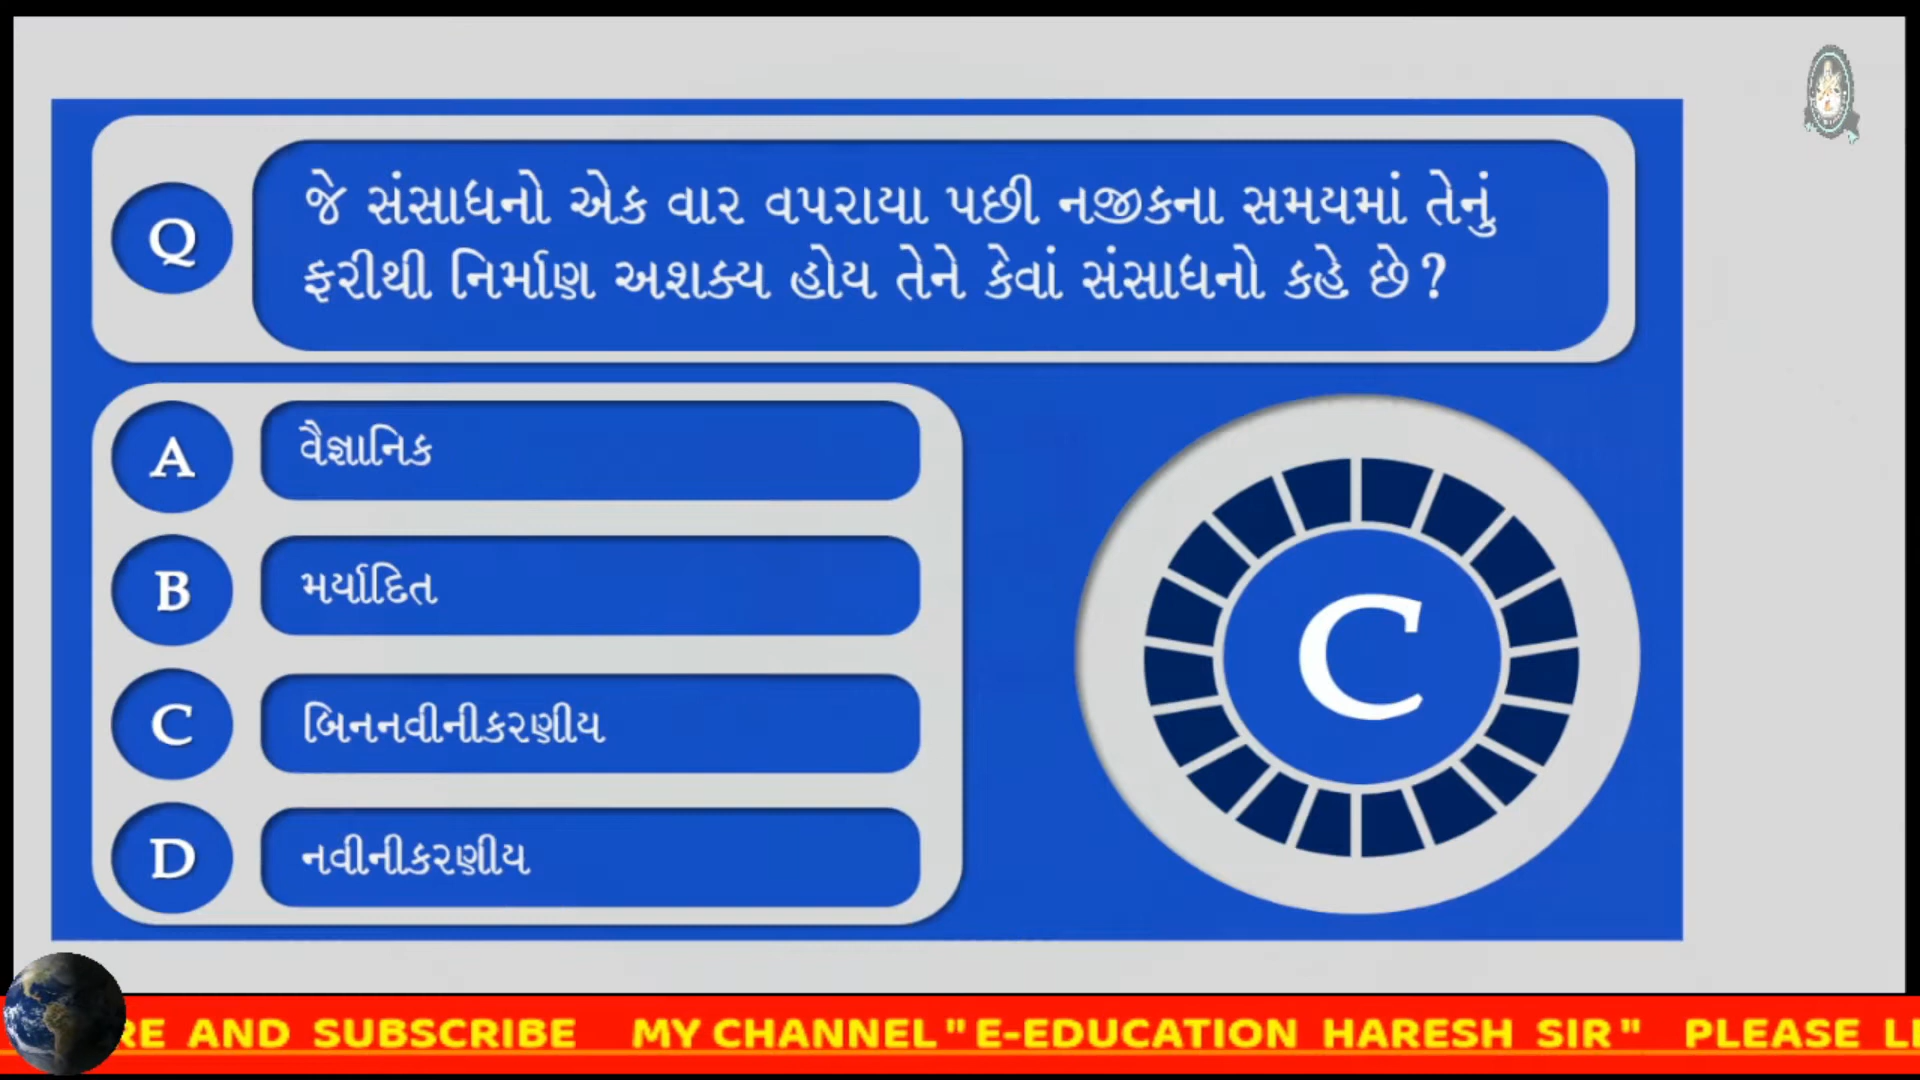 Q
જે સંસાધનો એક વાર વપરાયા પછી નજીકના સમયમાં તેનું
ફરીથી નિર્માણ અશક્ય હોય તેને કેવાં સંસાધનો કહે છે?
A
વૈજ્ઞાનિક
B
મર્યાદિત
C
બિનનવીનીકરણીય
D
નવીનીકરણીય
C
RE AND SUBSCRIBE MY CHANNEL "E-EDUCATION HARESH SIR" PLEASE LI